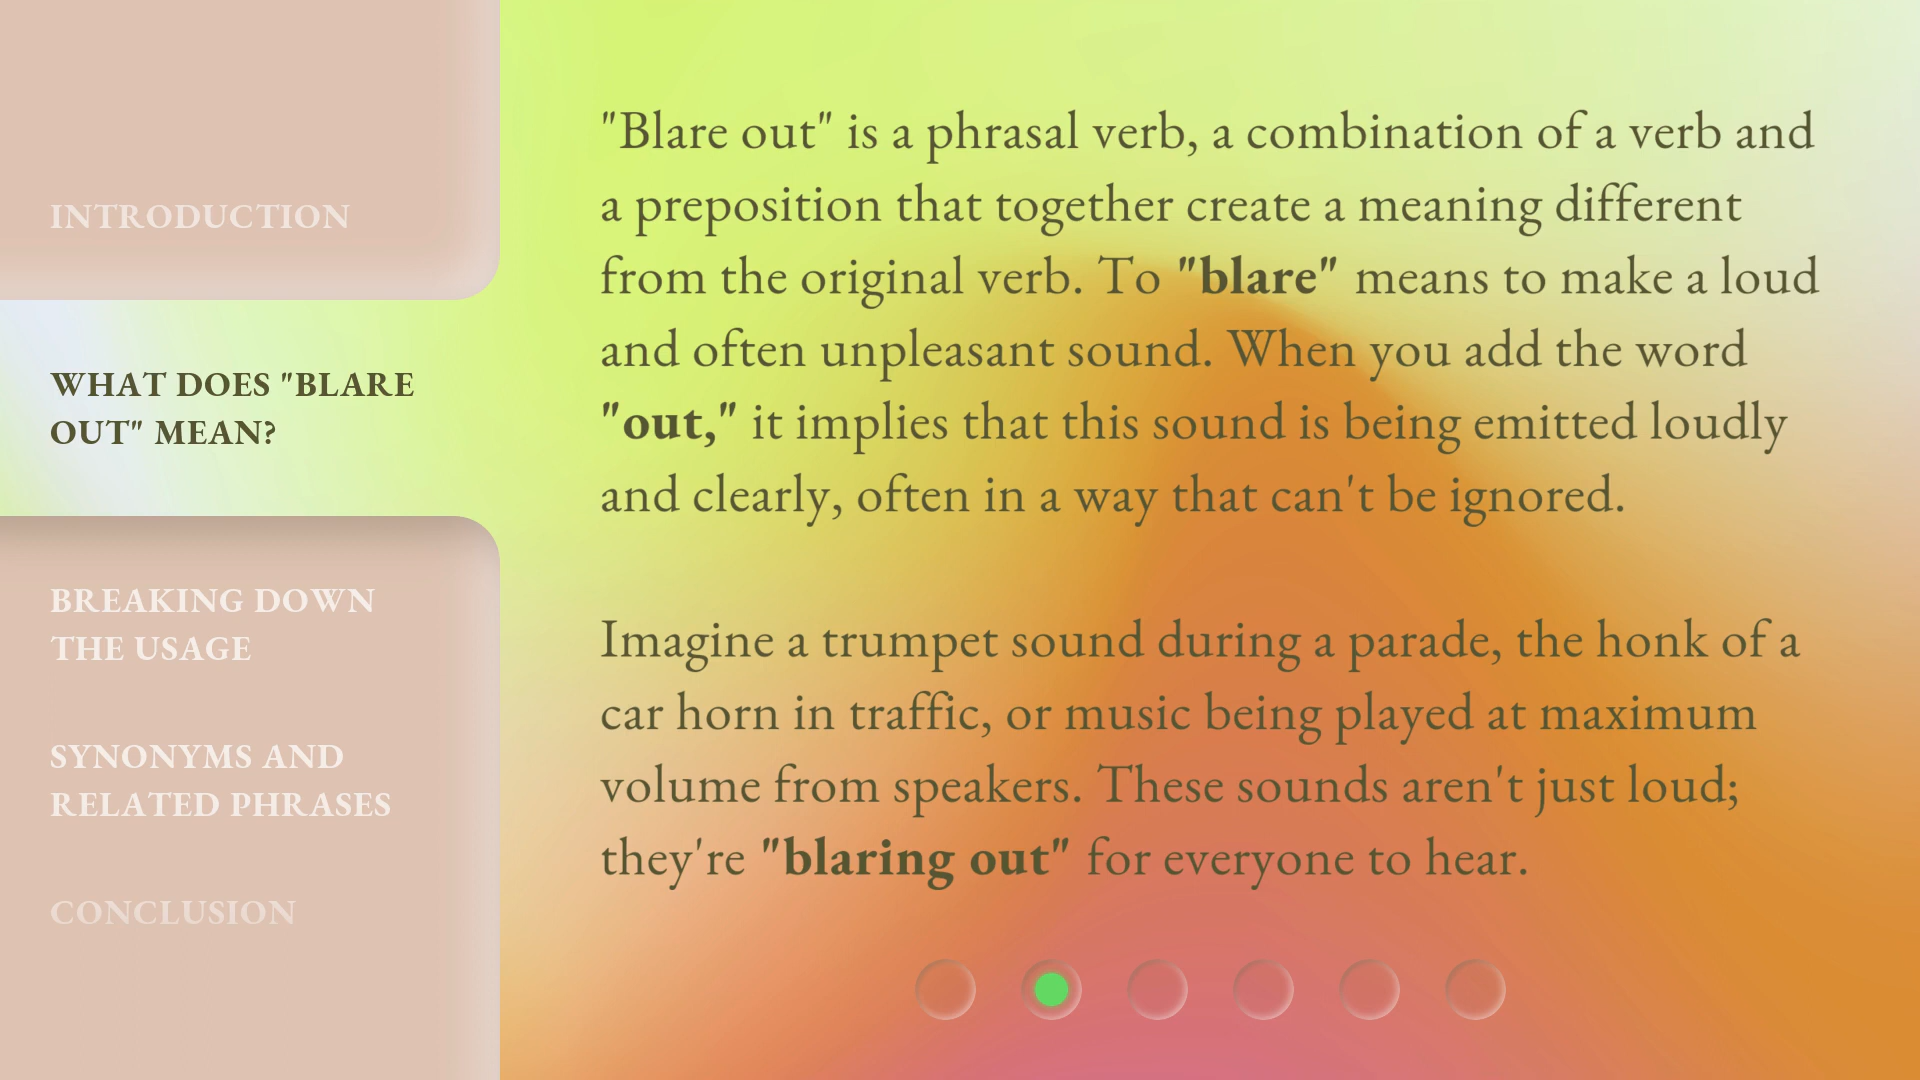 INTRODUCTION
WHAT DOES "BLARE
OUT" MEAN?
BREAKING DOWN
THE USAGE
SYNONYMS AND
RELATED PHRASES
CONCLUSION
"Blare out" is a phrasal verb, a combination of a verb and
a preposition that together create a meaning different
from the original verb. To "blare" means to make a loud
and often unpleasant sound. When you add the word
"out," it implies that this sound is being emitted loudly
and clearly, often in a way that can't be ignored.
Imagine a trumpet sound during a parade, the honk of a
car horn in traffic, or music being played at maximum
volume from speakers. These sounds aren't just loud;
they're "blaring out" for everyone to hear.